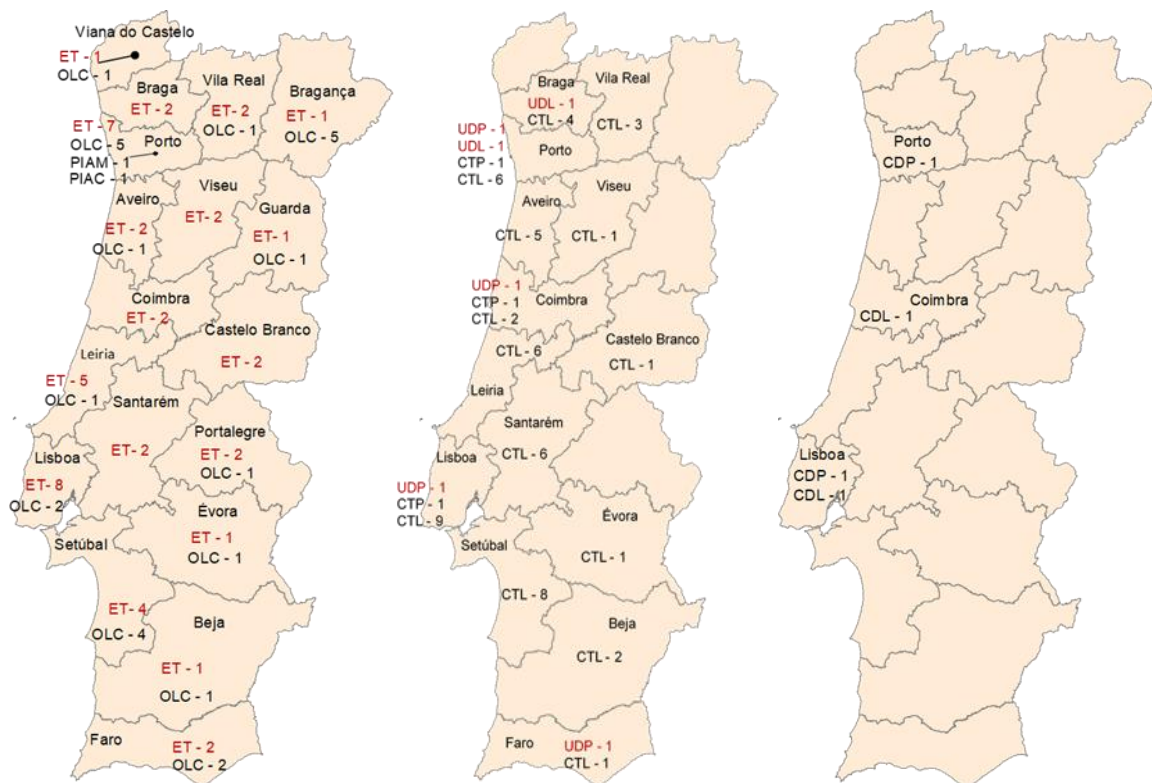 Viana do Castelo
ET - 1
OLC - 1
Braga
ET - 2
Vila Real
ET - 2
OLC - 1
Bragança
ET - 1
OLC - 5
ET - 7
OLC - 5
PIAM - 1
PIAC - 1
Porto
Aveiro
ET - 2
OLC - 1
Viseu
ET- 2
Guarda
ET- 1
OLC - 1
Coimbra
ET - 2
Castelo Branco
ET - 2
Leiria
ET - 5
OLC - 1
Santarém
ET- 2
Portalegre
ET - 2
OLC - 1
Lisboa
ET- 8
OLC - 2
Évora
ET - 1
OLC - 1
Setúbal
ET- 4
OLC - 4
Beja
ET - 1
OLC - 1
Faro
ET - 2
OLC - 2
Braga
UDL - 1
CTL - 4
Vila Real
CTL - 3
UDP - 1
UDL - 1
CTP - 1
CTL - 6
Porto
Aveiro
CTL - 5
Viseu
CTL - 1
UDP - 1
CTP - 1
CTL - 2
Coimbra
CTL - 6
Leiria
Castelo Branco
CTL - 1
Santarém
CTL - 6
Lisboa
UDP - 1
CTP - 1
CTL - 9
Évora
CTL - 1
Setúbal
CTL - 8
Beja
CTL - 2
Faro
UDP - 1
CTL - 1
Porto
CDP - 1
Coimbra
CDL - 1
Lisboa
CDP - 1
CDL - 1